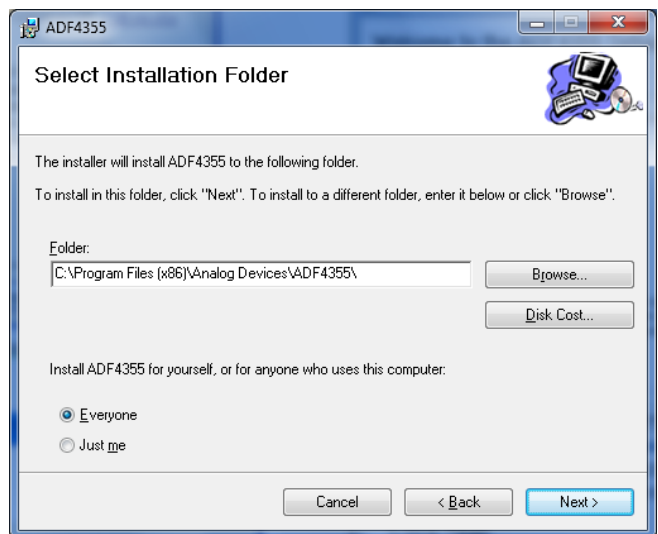 ADF4355
Select Installation Folder
The installer will install ADF4355 to the following folder.
To install in this folder, click "Next". To install to a different folder, enter it below or click "Browse".
Folder:
C:\Program Files (x86)\Analog Devices\ADF4355\
Browse...
Disk Cost...
Install ADF4355 for yourself, or for anyone who uses this computer:
Everyone
Just me
Cancel
< Back
Next >